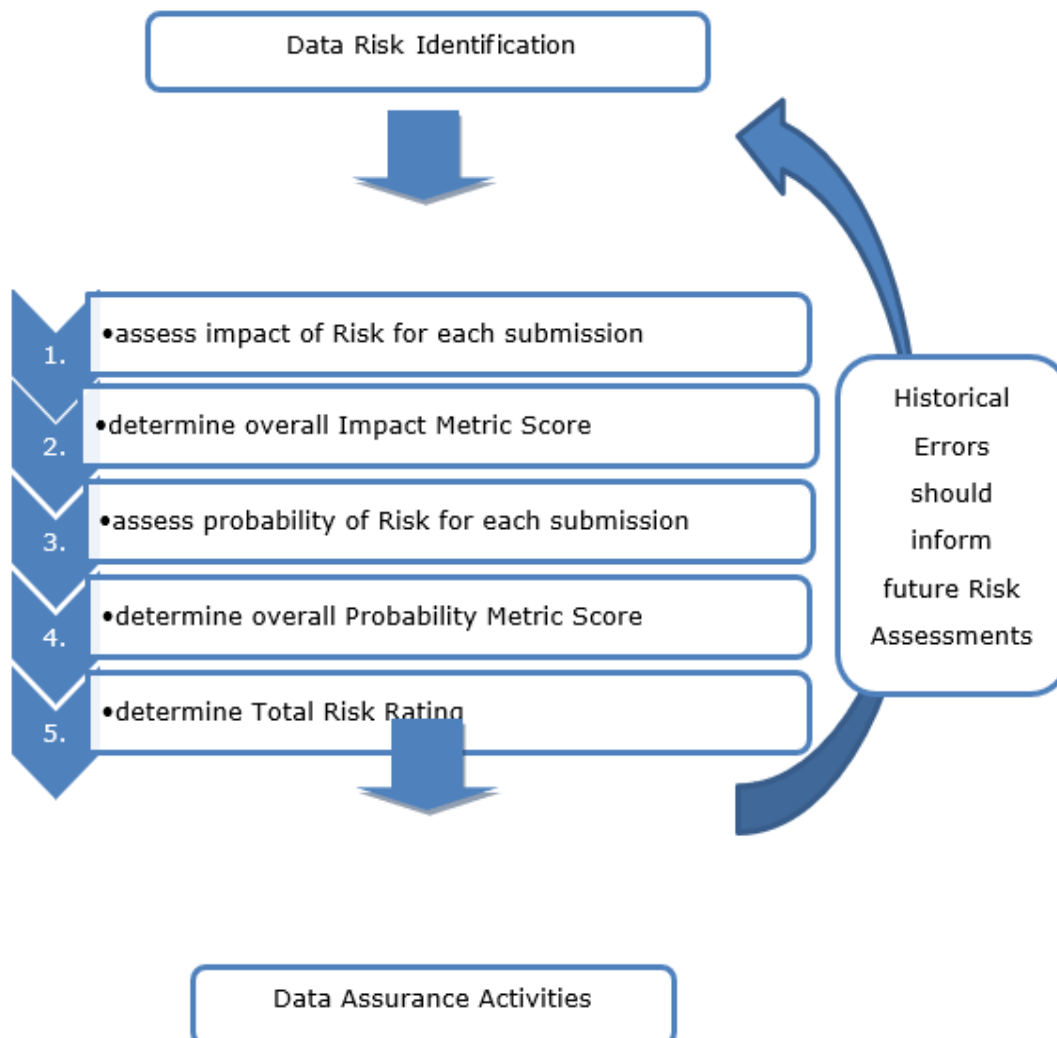 Data Risk Identification
1.
•assess impact of Risk for each submission
2.
•determine overall Impact Metric Score
3.
•assess probability of Risk for each submission
4.
•determine overall Probability Metric Score
5.
•determine Total Risk Rating
Historical
Errors
should
inform
future Risk
Assessments
Data Assurance Activities